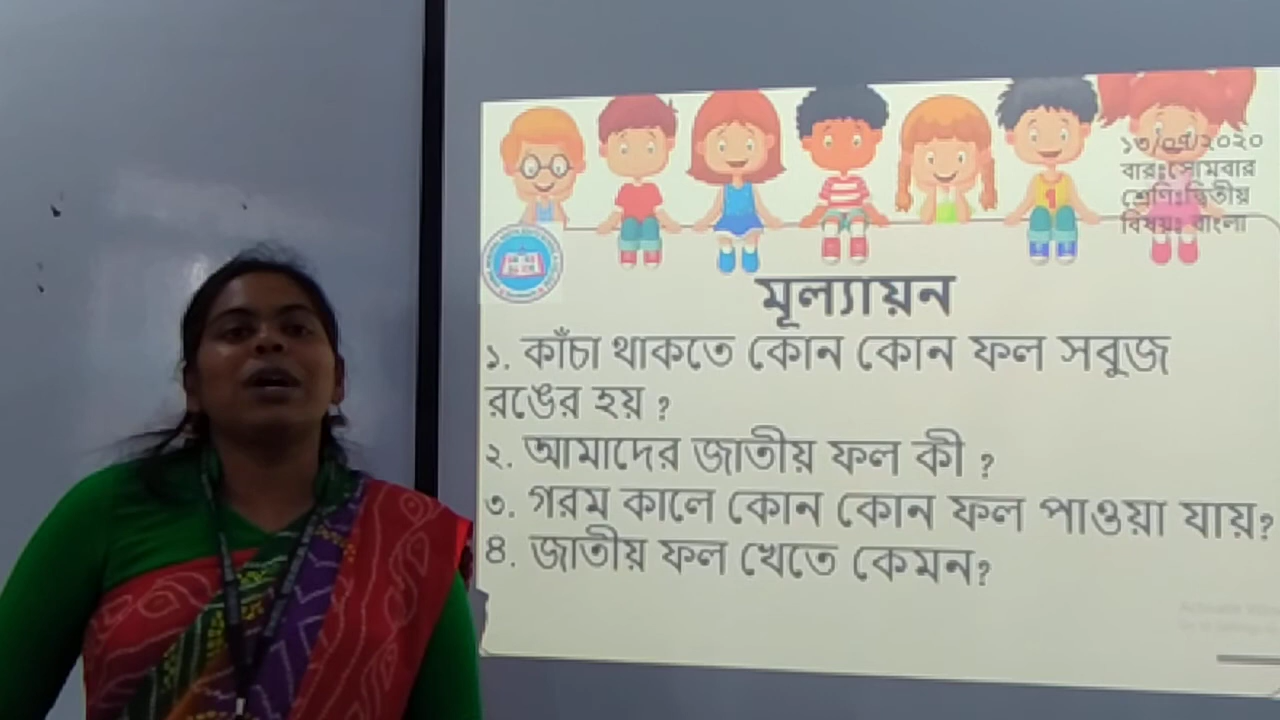 ১৩/০৭/২০২০
বারঃসোমবার
শ্রেণিঃদ্বিতীয়
বিষয়ঃ বাংলা
মূল্যায়ন
১. কাঁচা থাকতে কোন কোন ফল সবুজ
রঙের হয় ?
২. আমাদের জাতীয় ফল কী ?
৩. গরম কালে কোন কোন ফল পাওয়া যায়?
৪. জাতীয় ফল খেতে কেমন?